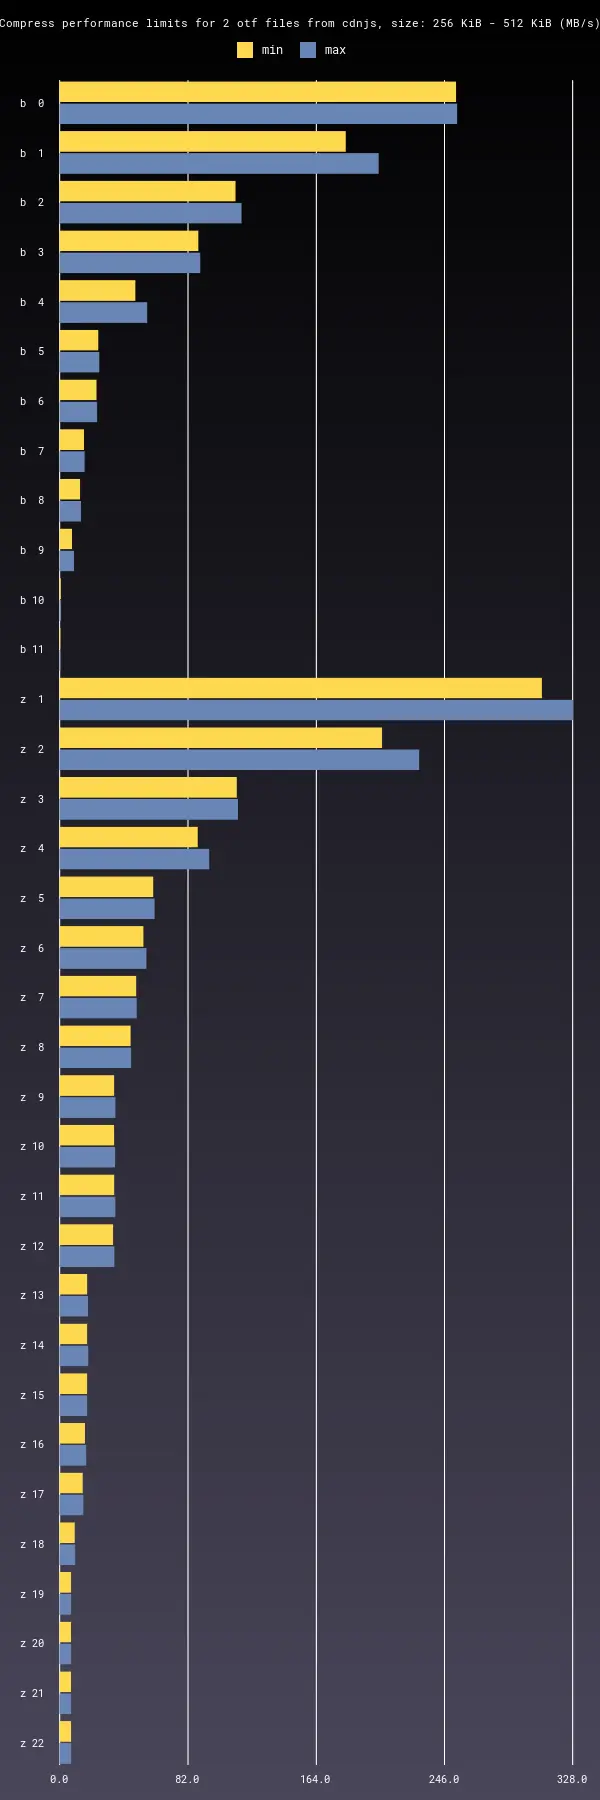 Compress performance limits for 2 otf files from cdnjs, size: 256 KiB - 512 KiB (MB/s)
min max
b 0
b 1
b 2
b 3
b 4
b 5
b 6
b 7
b 8
b 9
b 10
b 11
z 1
z 2
z 3
z 4
z 5
z 6
z 7
z 8
z 9
z 10
z 11
z 12
z 13
z 14
z 15
z 16
z 17
z 18
z 19
z 20
z 21
z 22
0.0 82.0 164.0 246.0 328.0